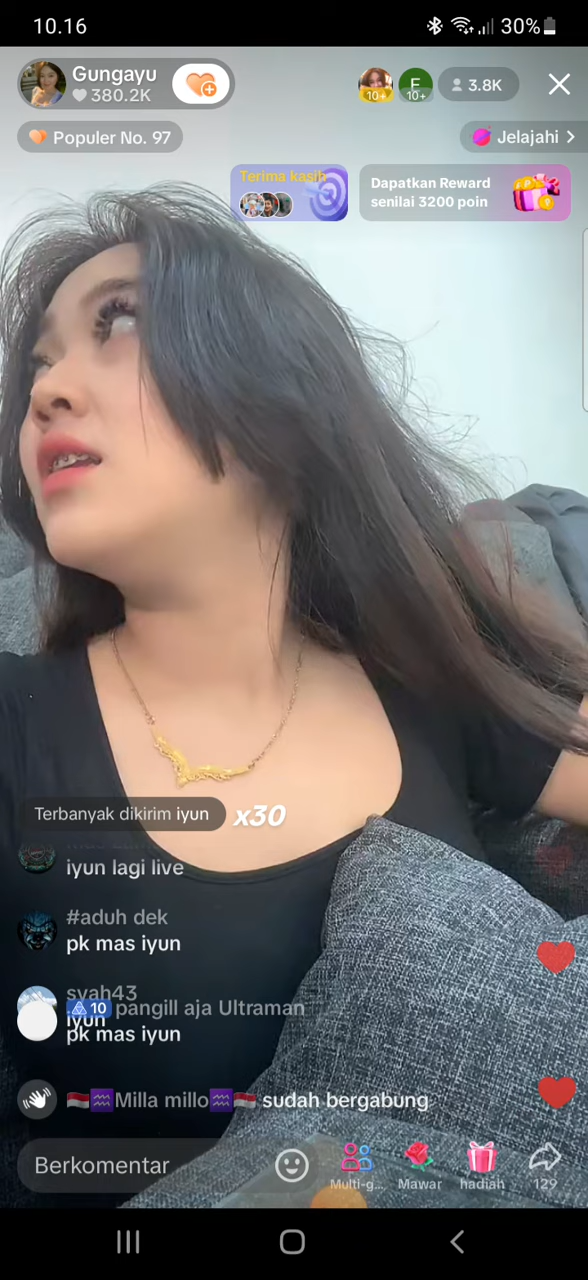 10.16
30%
Gungayu
380.2K
10+
E
10+
3.8K
Populer No. 97
Jelajahi
Terima kasih
Dapatkan Reward
senilai 3200 poin
Terbanyak dikirim iyun x30
iyun lagi live
#aduh dek
pk mas iyun
syah43
iyun
10 pangill aja Ultraman
pk mas iyun
Milla millo sudah bergabung
Berkomentar
Multi-g...
Mawar
hadiah
129